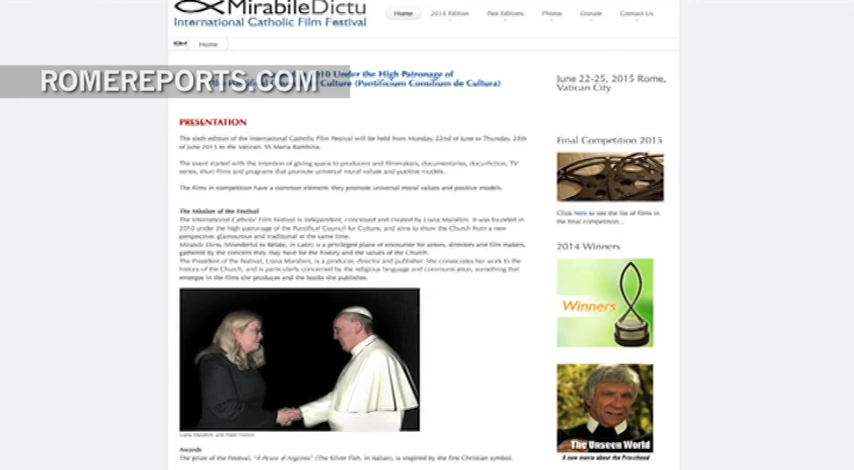 MirabileDictu
International Catholic Film Festival
Home
2015 Edition
Past Editions
Photos
Donate
Contact Us
Home
ROMEREPORTS.COM
2010 Under the High Patronage of
the Pontifical Council for Culture (Pontificium Consilium de Cultura)
PRESENTATION
The sixth edition of the International Catholic Film Festival will be held from Monday, 22nd of June to Thursday, 25th
of June 2015 to the Vatican, SS Maria Bambina.
The event started with the intention of giving space to producers and filmmakers, documentaries, docu-fiction, TV
series, short films and programs that promote universal moral values and positive models.
The films in competition have a common element: they promote universal moral values and positive models.
The Mission of the Festival
The International Catholic Film Festival is independent, conceived and created by Liana Marabini. It was founded in
2010 under the high patronage of the Pontifical Council for Culture, and aims to show the Church from a new
perspective: glamourous and traditional at the same time.
Mirabile Dictu (Wonderful to Relate, in Latin) is a privileged place of encounter for actors, directors and film makers,
gathered by the concern they may have for the history and the values of the Church.
The President of the Festival, Liana Marabini, is a producer, director and publisher. She consecrates her work to the
history of the Church, and is particularly concerned by the religious language and communication, something that
emerges in the films she produces and the books she publishes.
Liana Marabini and Pope Francis
Awards
The prize of the Festival, "Il Pesce d'Argento" (The Silver Fish, in Italian), is inspired by the first Christian symbol.
June 22-25, 2015 Rome,
Vatican City
Final Competition 2015
Click here to see the list of films in
the final competition...
2014 Winners
Winners
The Unseen World
A new movie about the Priesthood